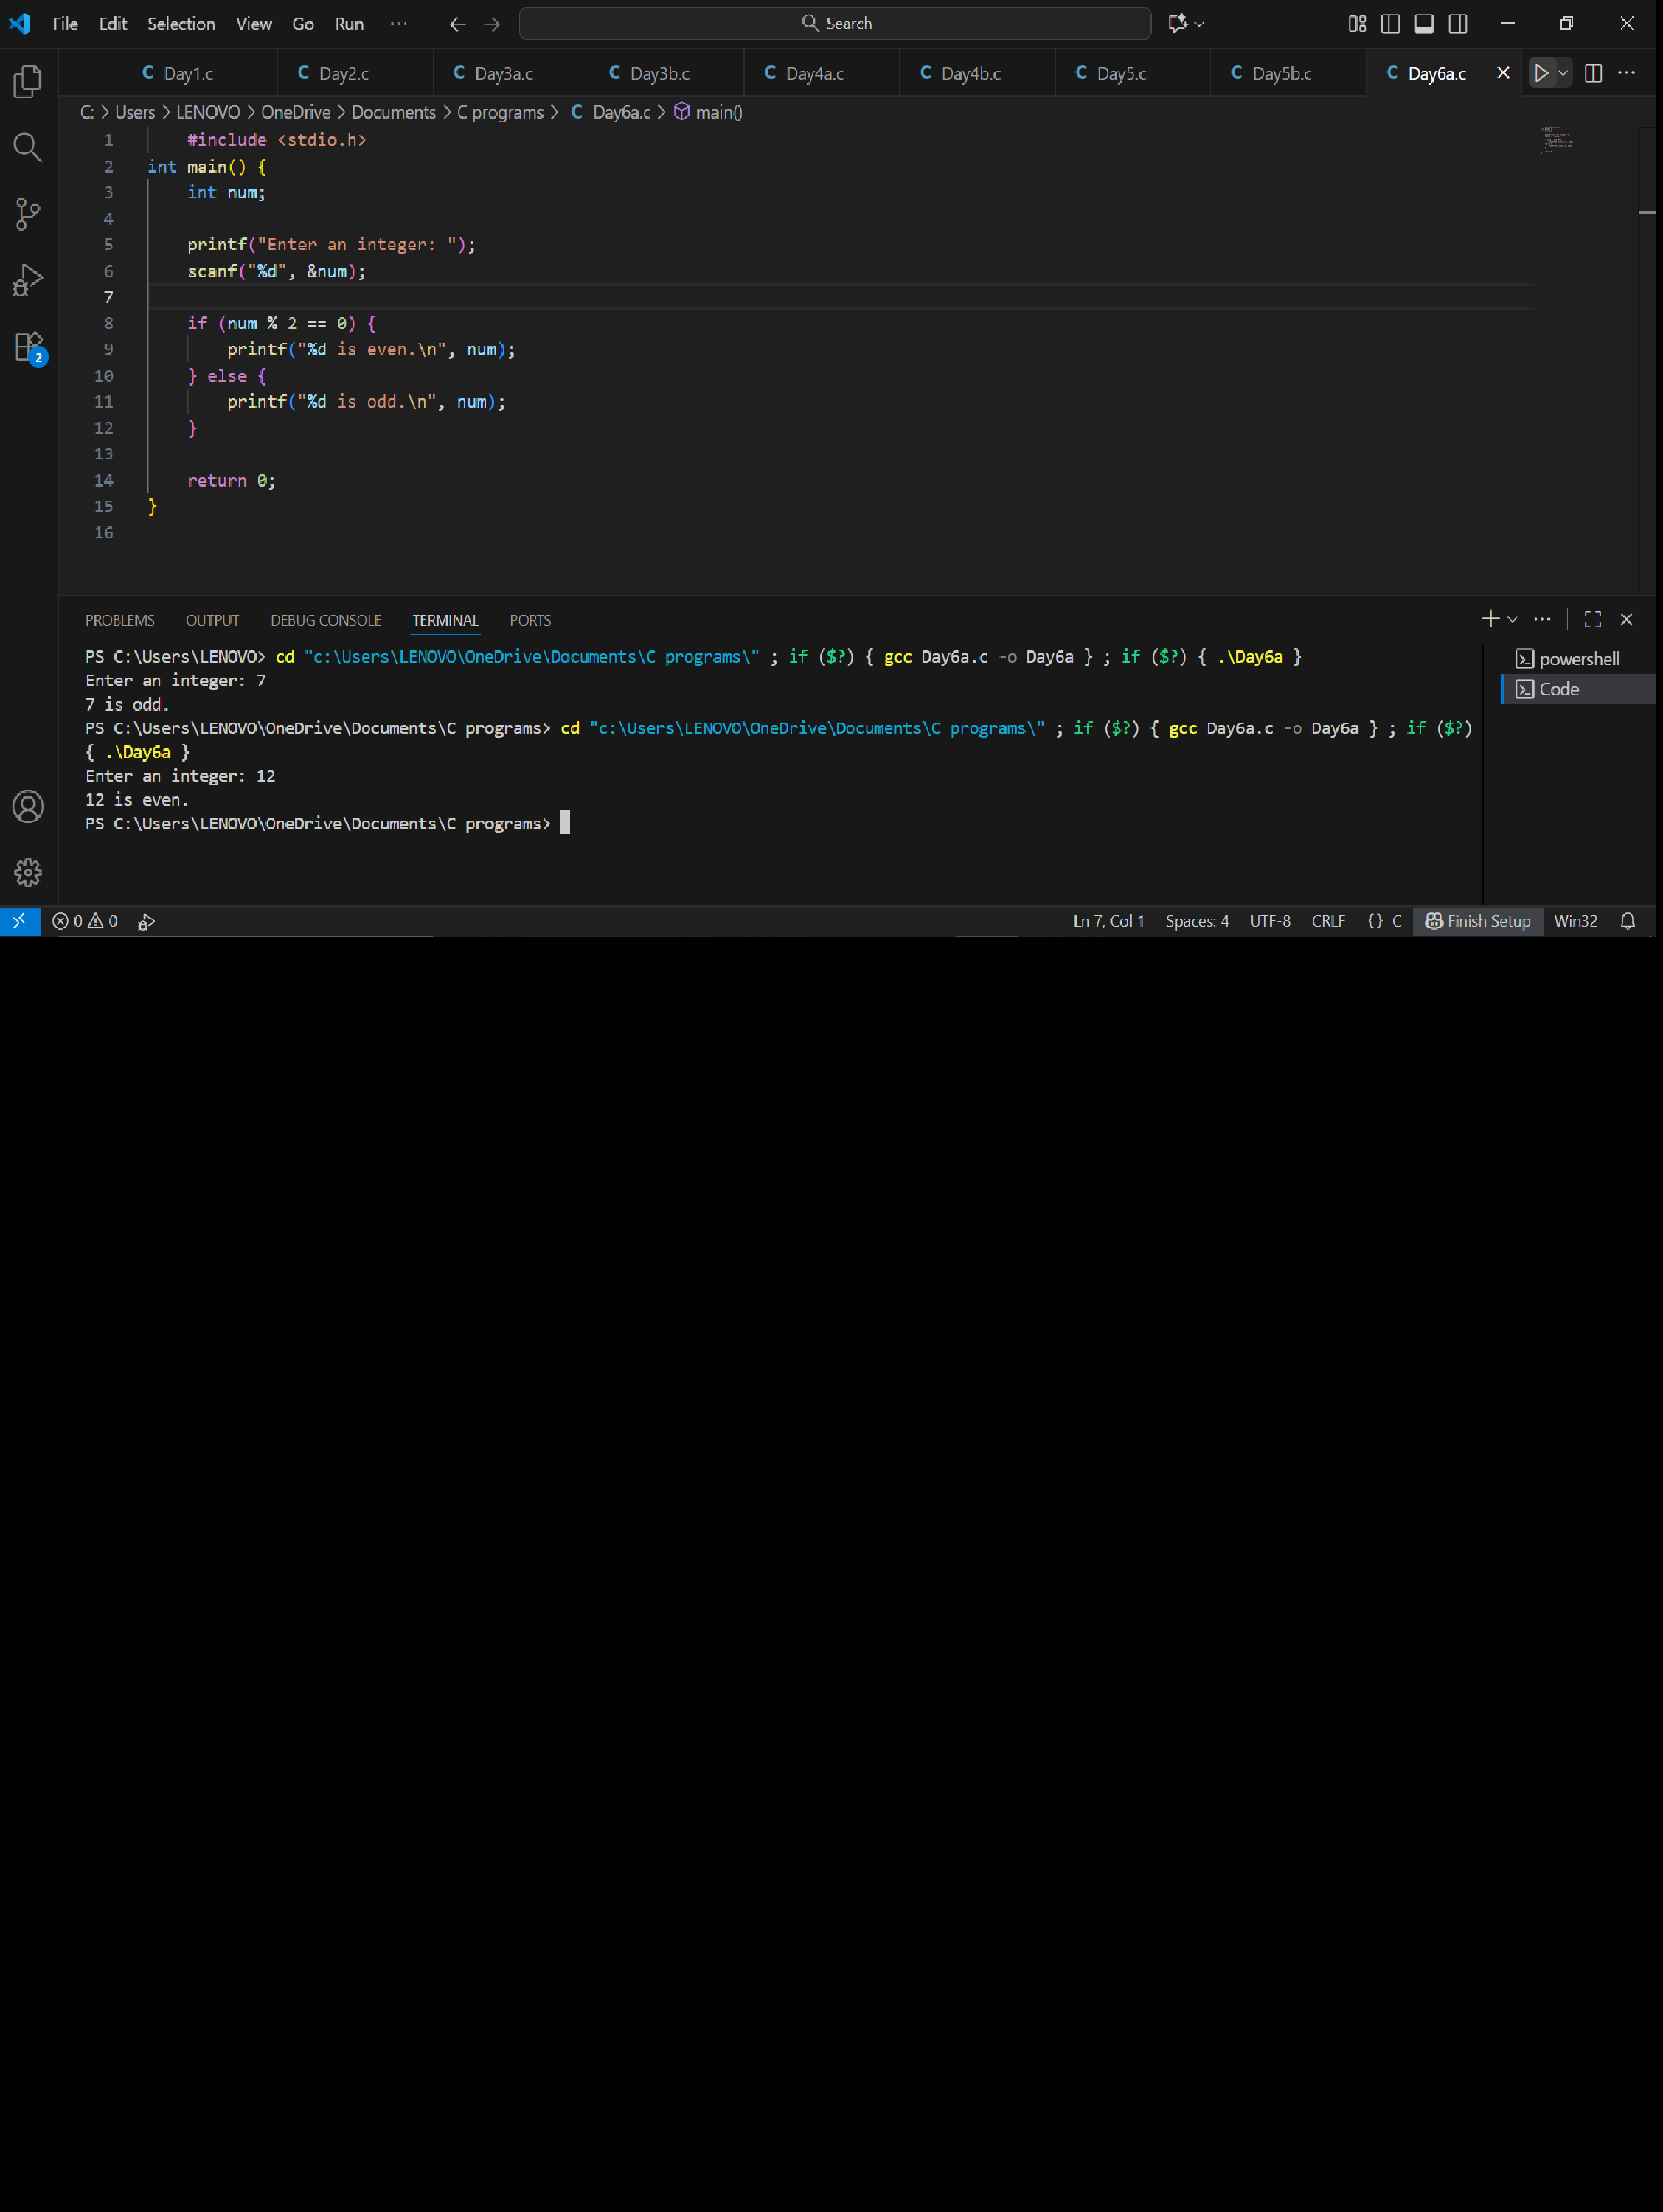 File Edit Selection View Go Run ··· Search
Day1.c Day2.c Day3a.c Day3b.c Day4a.c Day4b.c Day5.c Day5b.c Day6a.c
C: > Users > LENOVO > OneDrive > Documents > C programs > C Day6a.c > main()
1 #include <stdio.h>
2 int main() {
3 int num;
4
5 printf("Enter an integer: ");
6 scanf("%d", &num);
7
8 if (num % 2 == 0) {
9 printf("%d is even.\n", num);
10 } else {
11 printf("%d is odd.\n", num);
12 }
13
14 return 0;
15 }
16
2
PROBLEMS OUTPUT DEBUG CONSOLE TERMINAL PORTS
PS C:\Users\LENOVO> cd "c:\Users\LENOVO\OneDrive\Documents\C programs\" ; if ($?) { gcc Day6a.c -o Day6a } ; if ($?) { .\Day6a }
Enter an integer: 7
7 is odd.
PS C:\Users\LENOVO\OneDrive\Documents\C programs> cd "c:\Users\LENOVO\OneDrive\Documents\C programs\" ; if ($?) { gcc Day6a.c -o Day6a } ; if ($?)
{ .\Day6a }
Enter an integer: 12
12 is even.
PS C:\Users\LENOVO\OneDrive\Documents\C programs>
powershell
Code
0 0 Ln 7, Col 1 Spaces: 4 UTF-8 CRLF {} C Finish Setup Win32